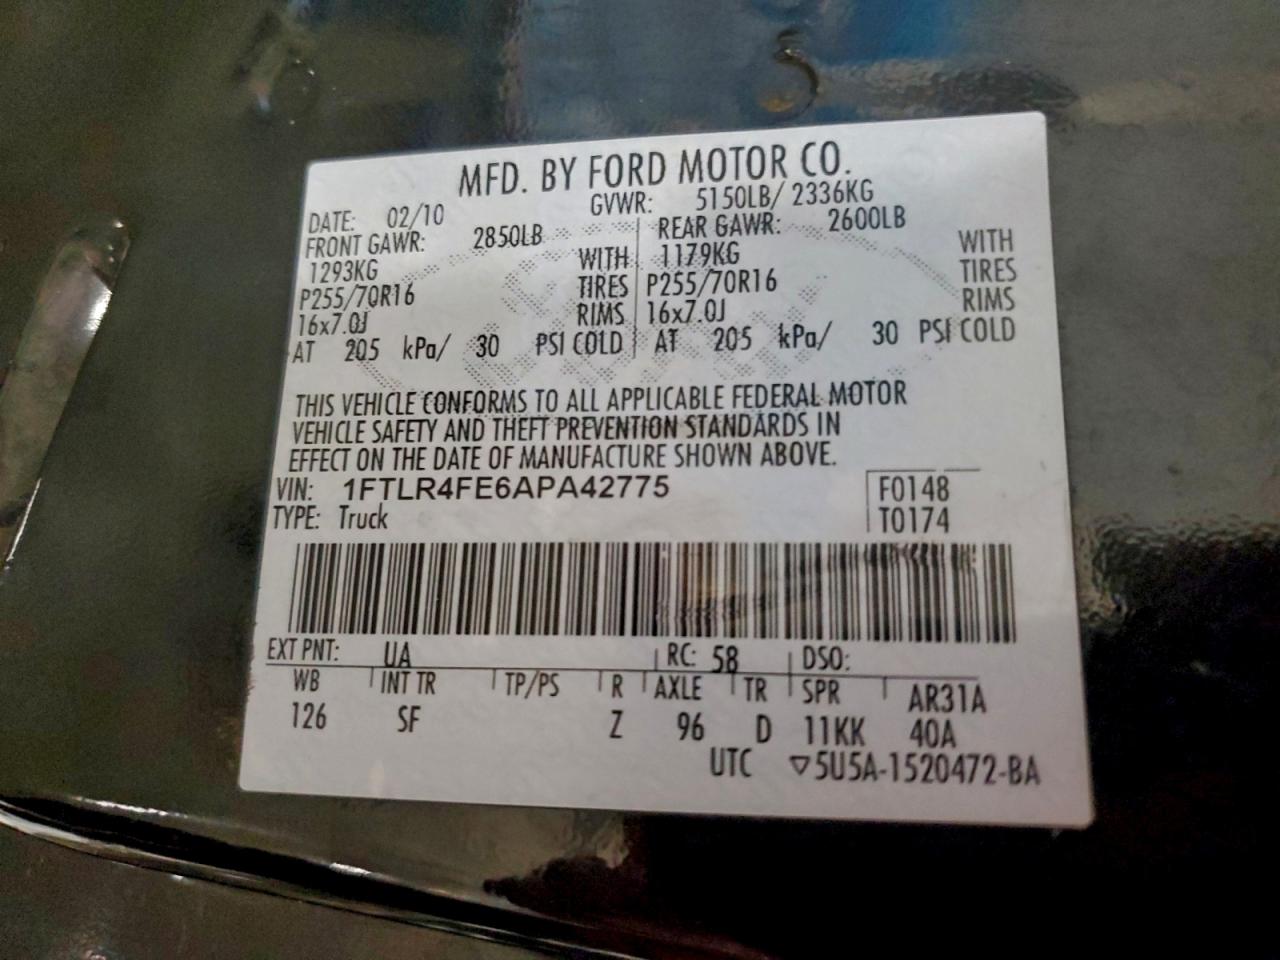 MFD. BY FORD MOTOR CO.
DATE: 02/10 GVWR: 5150LB/ 2336KG
FRONT GAWR: 2850LB REAR GAWR: 2600LB
1293KG WITH 1179KG WITH
P255/70R16 TIRES P255/70R16 TIRES
16x7.0J RIMS 16x7.0J RIMS
AT 205 kPa/ 30 PSI COLD AT 205 kPa/ 30 PSI COLD
THIS VEHICLE CONFORMS TO ALL APPLICABLE FEDERAL MOTOR
VEHICLE SAFETY AND THEFT PREVENTION STANDARDS IN
EFFECT ON THE DATE OF MANUFACTURE SHOWN ABOVE.
VIN: 1FTLR4FE6APA42775 F0148
TYPE: Truck T0174
EXT PNT: UA RC: 58 DSO:
WB INT TR TP/PS R AXLE TR SPR AR31A
126 SF Z 96 D 11KK 40A
UTC ▽5U5A-1520472-BA